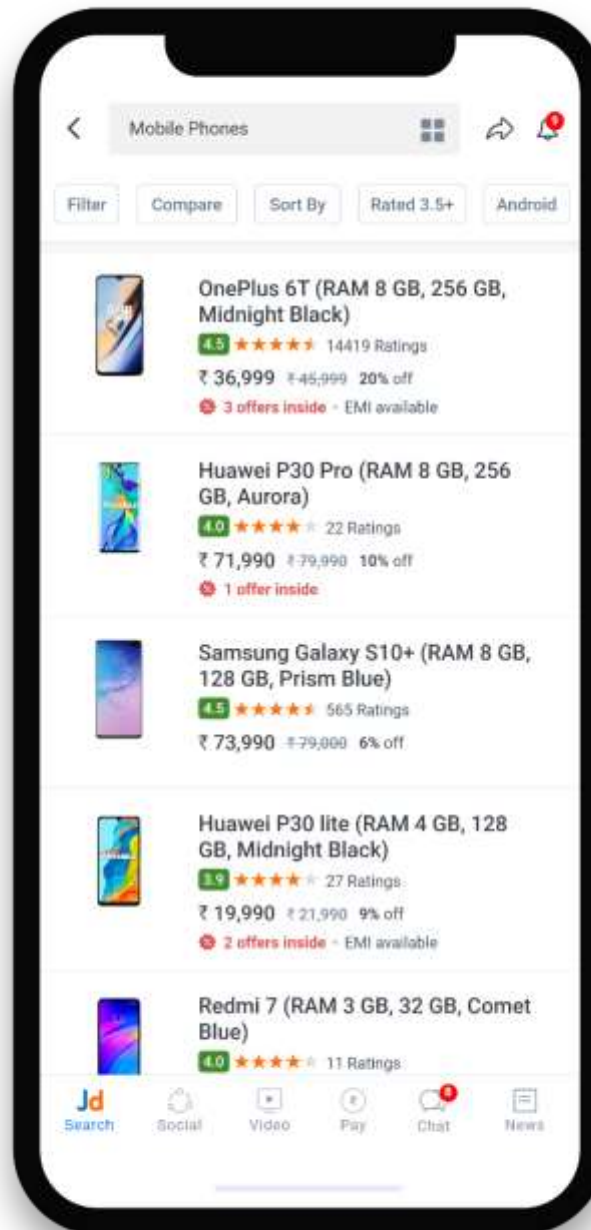 Mobile Phones
9
Filter
Compare
Sort By
Rated 3.5+
Android
OnePlus 6T (RAM 8 GB, 256 GB,
Midnight Black)
4.5 14419 Ratings
₹ 36,999 ₹ 45,999 20% off
3 offers inside • EMI available
Huawei P30 Pro (RAM 8 GB, 256
GB, Aurora)
4.0 22 Ratings
₹ 71,990 ₹ 79,990 10% off
1 offer inside
Samsung Galaxy S10+ (RAM 8 GB,
128 GB, Prism Blue)
4.5 565 Ratings
₹ 73,990 ₹ 79,000 6% off
Huawei P30 lite (RAM 4 GB, 128
GB, Midnight Black)
3.9 27 Ratings
₹ 19,990 ₹ 21,990 9% off
2 offers inside • EMI available
Redmi 7 (RAM 3 GB, 32 GB, Comet
Blue)
4.0 11 Ratings
Jd
₹
8
Search
Social
Video
Pay
Chat
News